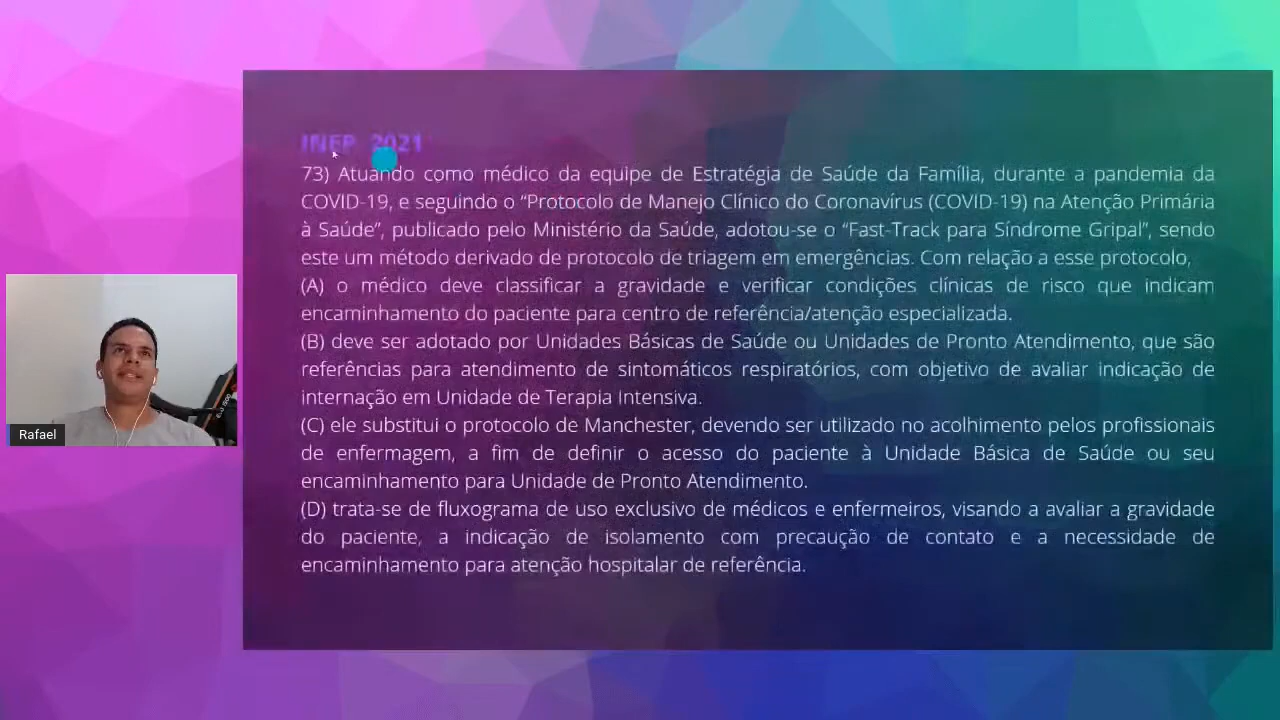 INEP 2021
73) Atuando como médico da equipe de Estratégia de Saúde da Família, durante a pandemia da
COVID-19, e seguindo o “Protocolo de Manejo Clínico do Coronavírus (COVID-19) na Atenção Primária
à Saúde”, publicado pelo Ministério da Saúde, adotou-se o “Fast-Track para Síndrome Gripal”, sendo
este um método derivado de protocolo de triagem em emergências. Com relação a esse protocolo,
(A) o médico deve classificar a gravidade e verificar condições clínicas de risco que indicam
encaminhamento do paciente para centro de referência/atenção especializada.
(B) deve ser adotado por Unidades Básicas de Saúde ou Unidades de Pronto Atendimento, que são
referências para atendimento de sintomáticos respiratórios, com objetivo de avaliar indicação de
internação em Unidade de Terapia Intensiva.
(C) ele substitui o protocolo de Manchester, devendo ser utilizado no acolhimento pelos profissionais
de enfermagem, a fim de definir o acesso do paciente à Unidade Básica de Saúde ou seu
encaminhamento para Unidade de Pronto Atendimento.
(D) trata-se de fluxograma de uso exclusivo de médicos e enfermeiros, visando a avaliar a gravidade
do paciente, a indicação de isolamento com precaução de contato e a necessidade de
encaminhamento para atenção hospitalar de referência.
Rafael